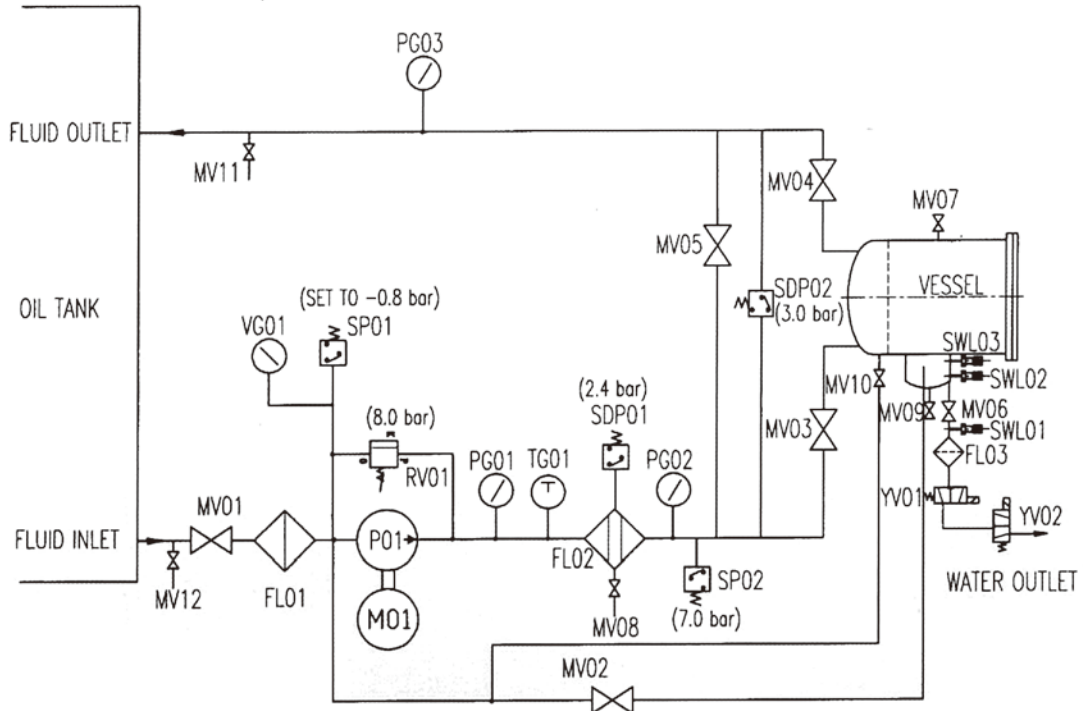 PG03
FLUID OUTLET
MV11
MV04
MV07
MV05
OIL TANK
(SET TO -0.8 bar)
VG01
SP01
SDP02
(3.0 bar)
VESSEL
SWL03
SWL02
MV10
MV09
MV06
SWL01
(2.4 bar)
SDP01
(8.0 bar)
RV01
PG01
TG01
PG02
MV03
FL03
YV01
MV01
FLUID INLET
P01
FL02
YV02
MV12
FL01
M01
SP02
(7.0 bar)
MV08
WATER OUTLET
MV02